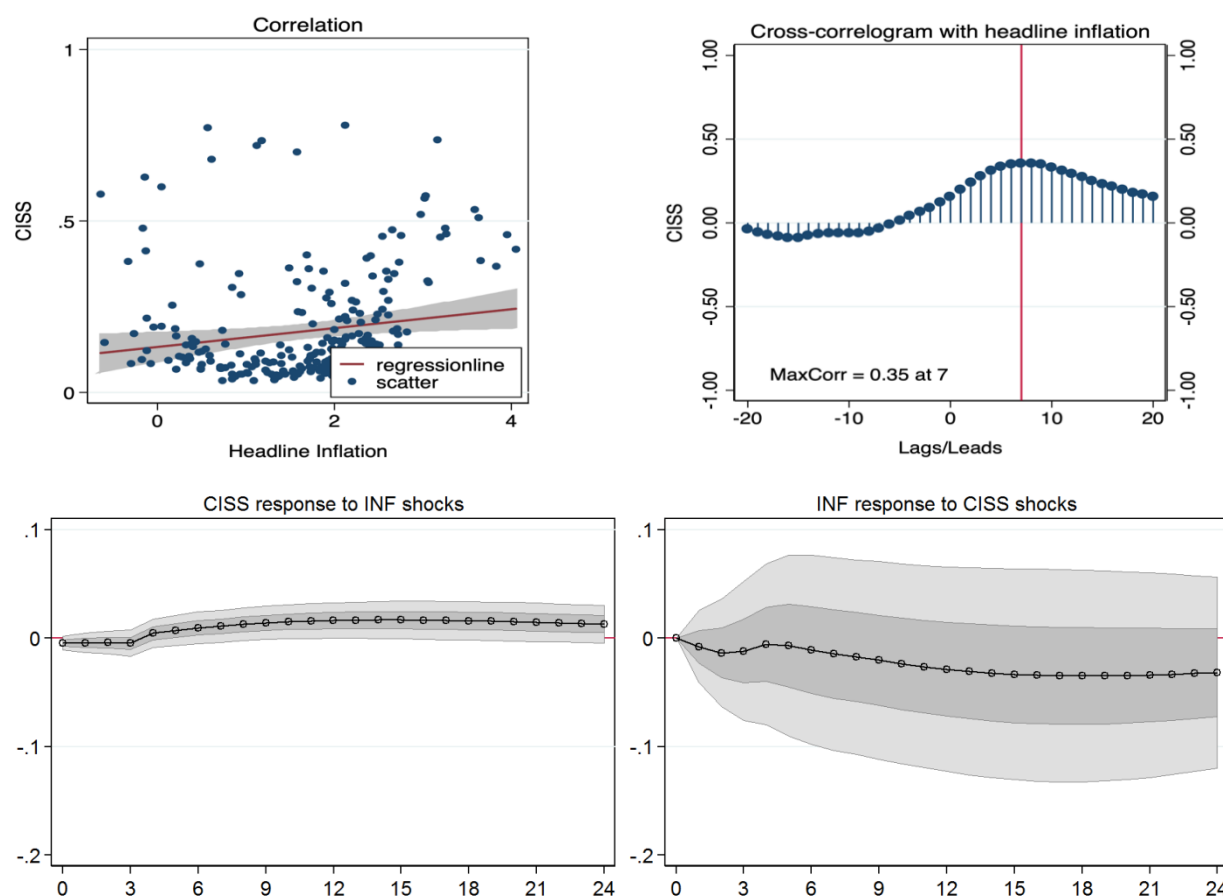 Correlation
1
.5
0
CISS
0 2 4
Headline Inflation
regressionline
scatter
Cross-correlogram with headline inflation
1.00 1.00
0.50 0.50
0.00 0.00
-0.50 -0.50
-1.00 -1.00
CISS
MaxCorr = 0.35 at 7
-20 -10 0 10 20
Lags/Leads
CISS response to INF shocks
.1
0
-.1
-.2
0 3 6 9 12 15 18 21 24
INF response to CISS shocks
.1
0
-.1
-.2
0 3 6 9 12 15 18 21